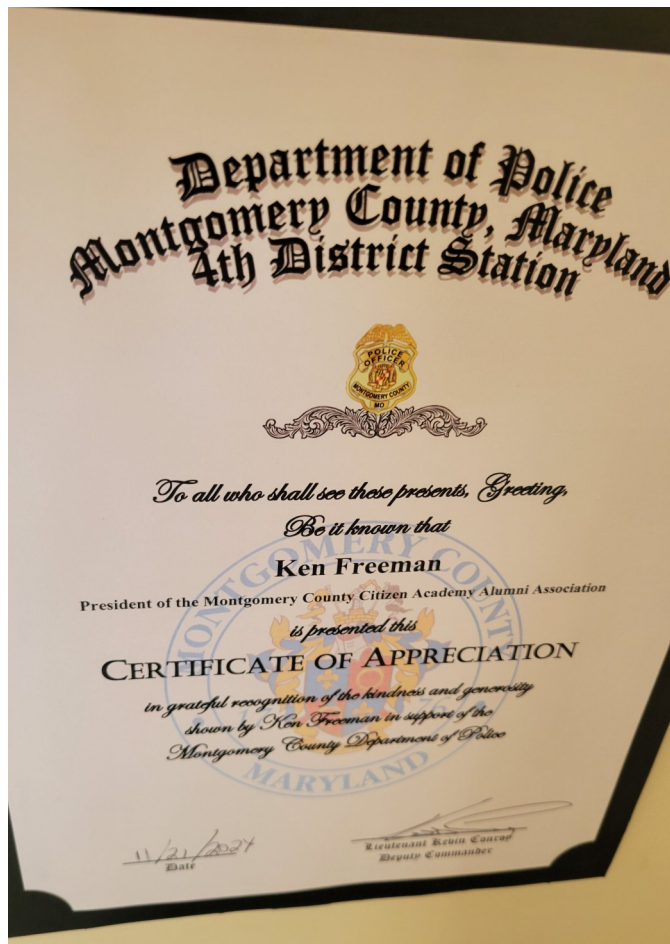 Department of Police
Montgomery County, Maryland
4th District Station
POLICE
OFFICER
MONTGOMERY COUNTY
MD
To all who shall see these presents, Greeting,
Be it known that
Ken Freeman
President of the Montgomery County Citizen Academy Alumni Association
is presented this
CERTIFICATE OF APPRECIATION
in grateful recognition of the kindness and generosity
shown by Ken Freeman in support of the
Montgomery County Department of Police
MONTGOMERY COUNTY
MARYLAND
11/21/2024
Date
Lieutenant Kevin Conroy
Deputy Commander